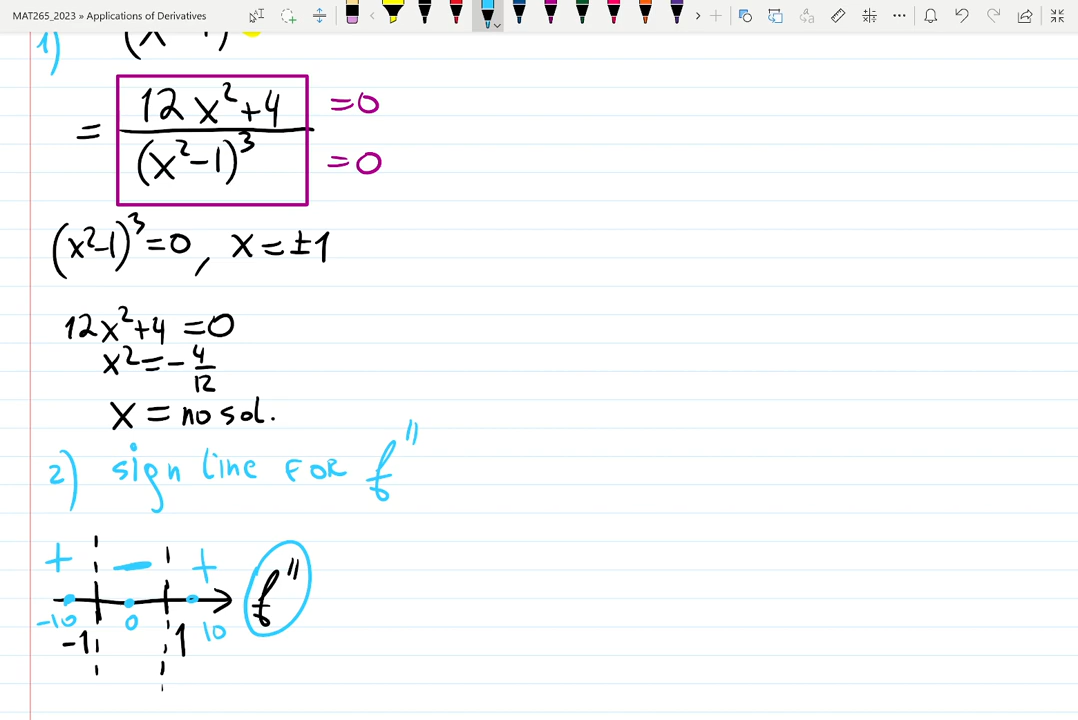 MAT265_2023 » Applications of Derivatives
1)
= 12x²+4 =0
(x²-1)³ =0
(x²-1)³=0, x=±1
12x²+4=0
x²=-4/12
x = no sol.
2) sign line FOR f''
+ - +
f''
-10 0 10
-1 1